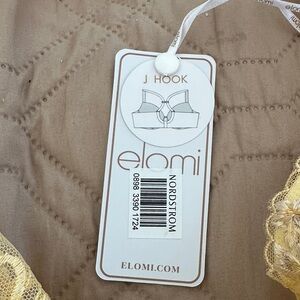 J HOOK
elomi
NORDSTROM
0898 3390 1724
ELOMI.COM